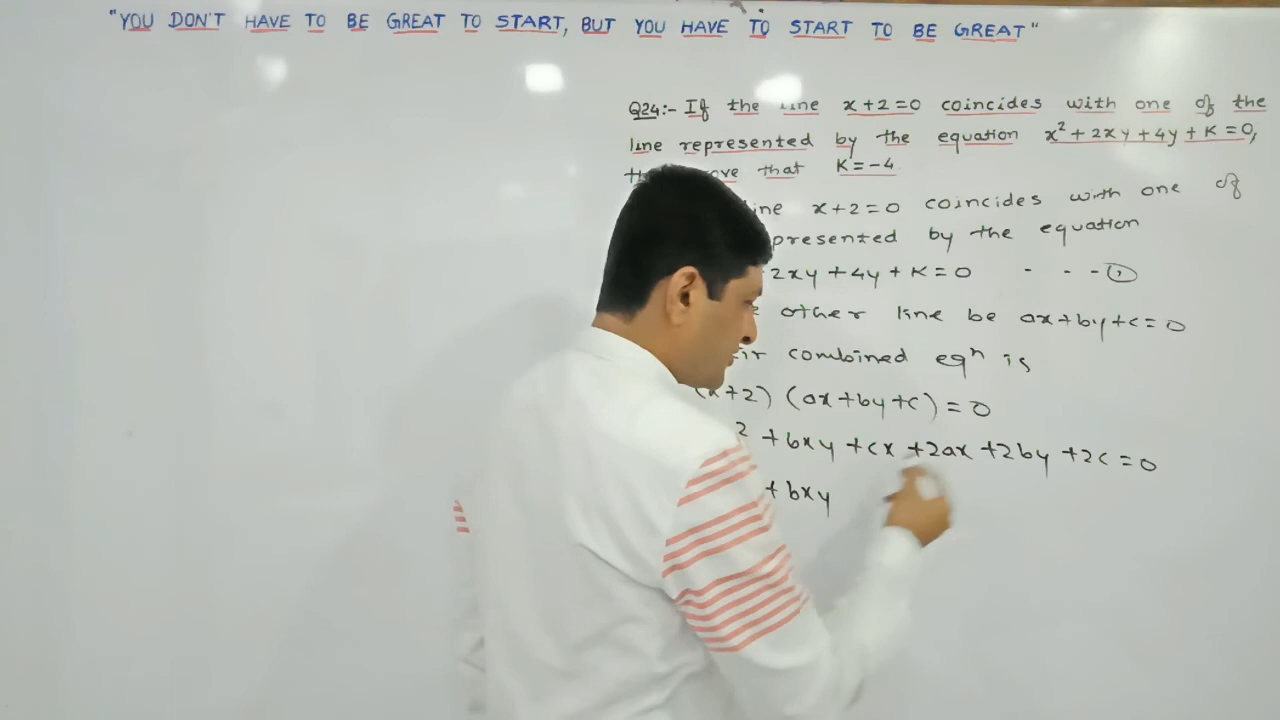 "YOU DON'T HAVE TO BE GREAT TO START, BUT YOU HAVE TO START TO BE GREAT"
Q24:- If the line x+2=0 coincides with one of the
line represented by the equation x² + 2xy + 4y + K = 0,
that K = -4
x+2=0 coincides with one of
by the equation
2xy + 4y + K = 0 - - - ①
other line be ax+by+c=0
combined eqⁿ is
+2) (ax+by+c) = 0
² + bxy + cx + 2ax + 2by + 2c = 0
+ bxy